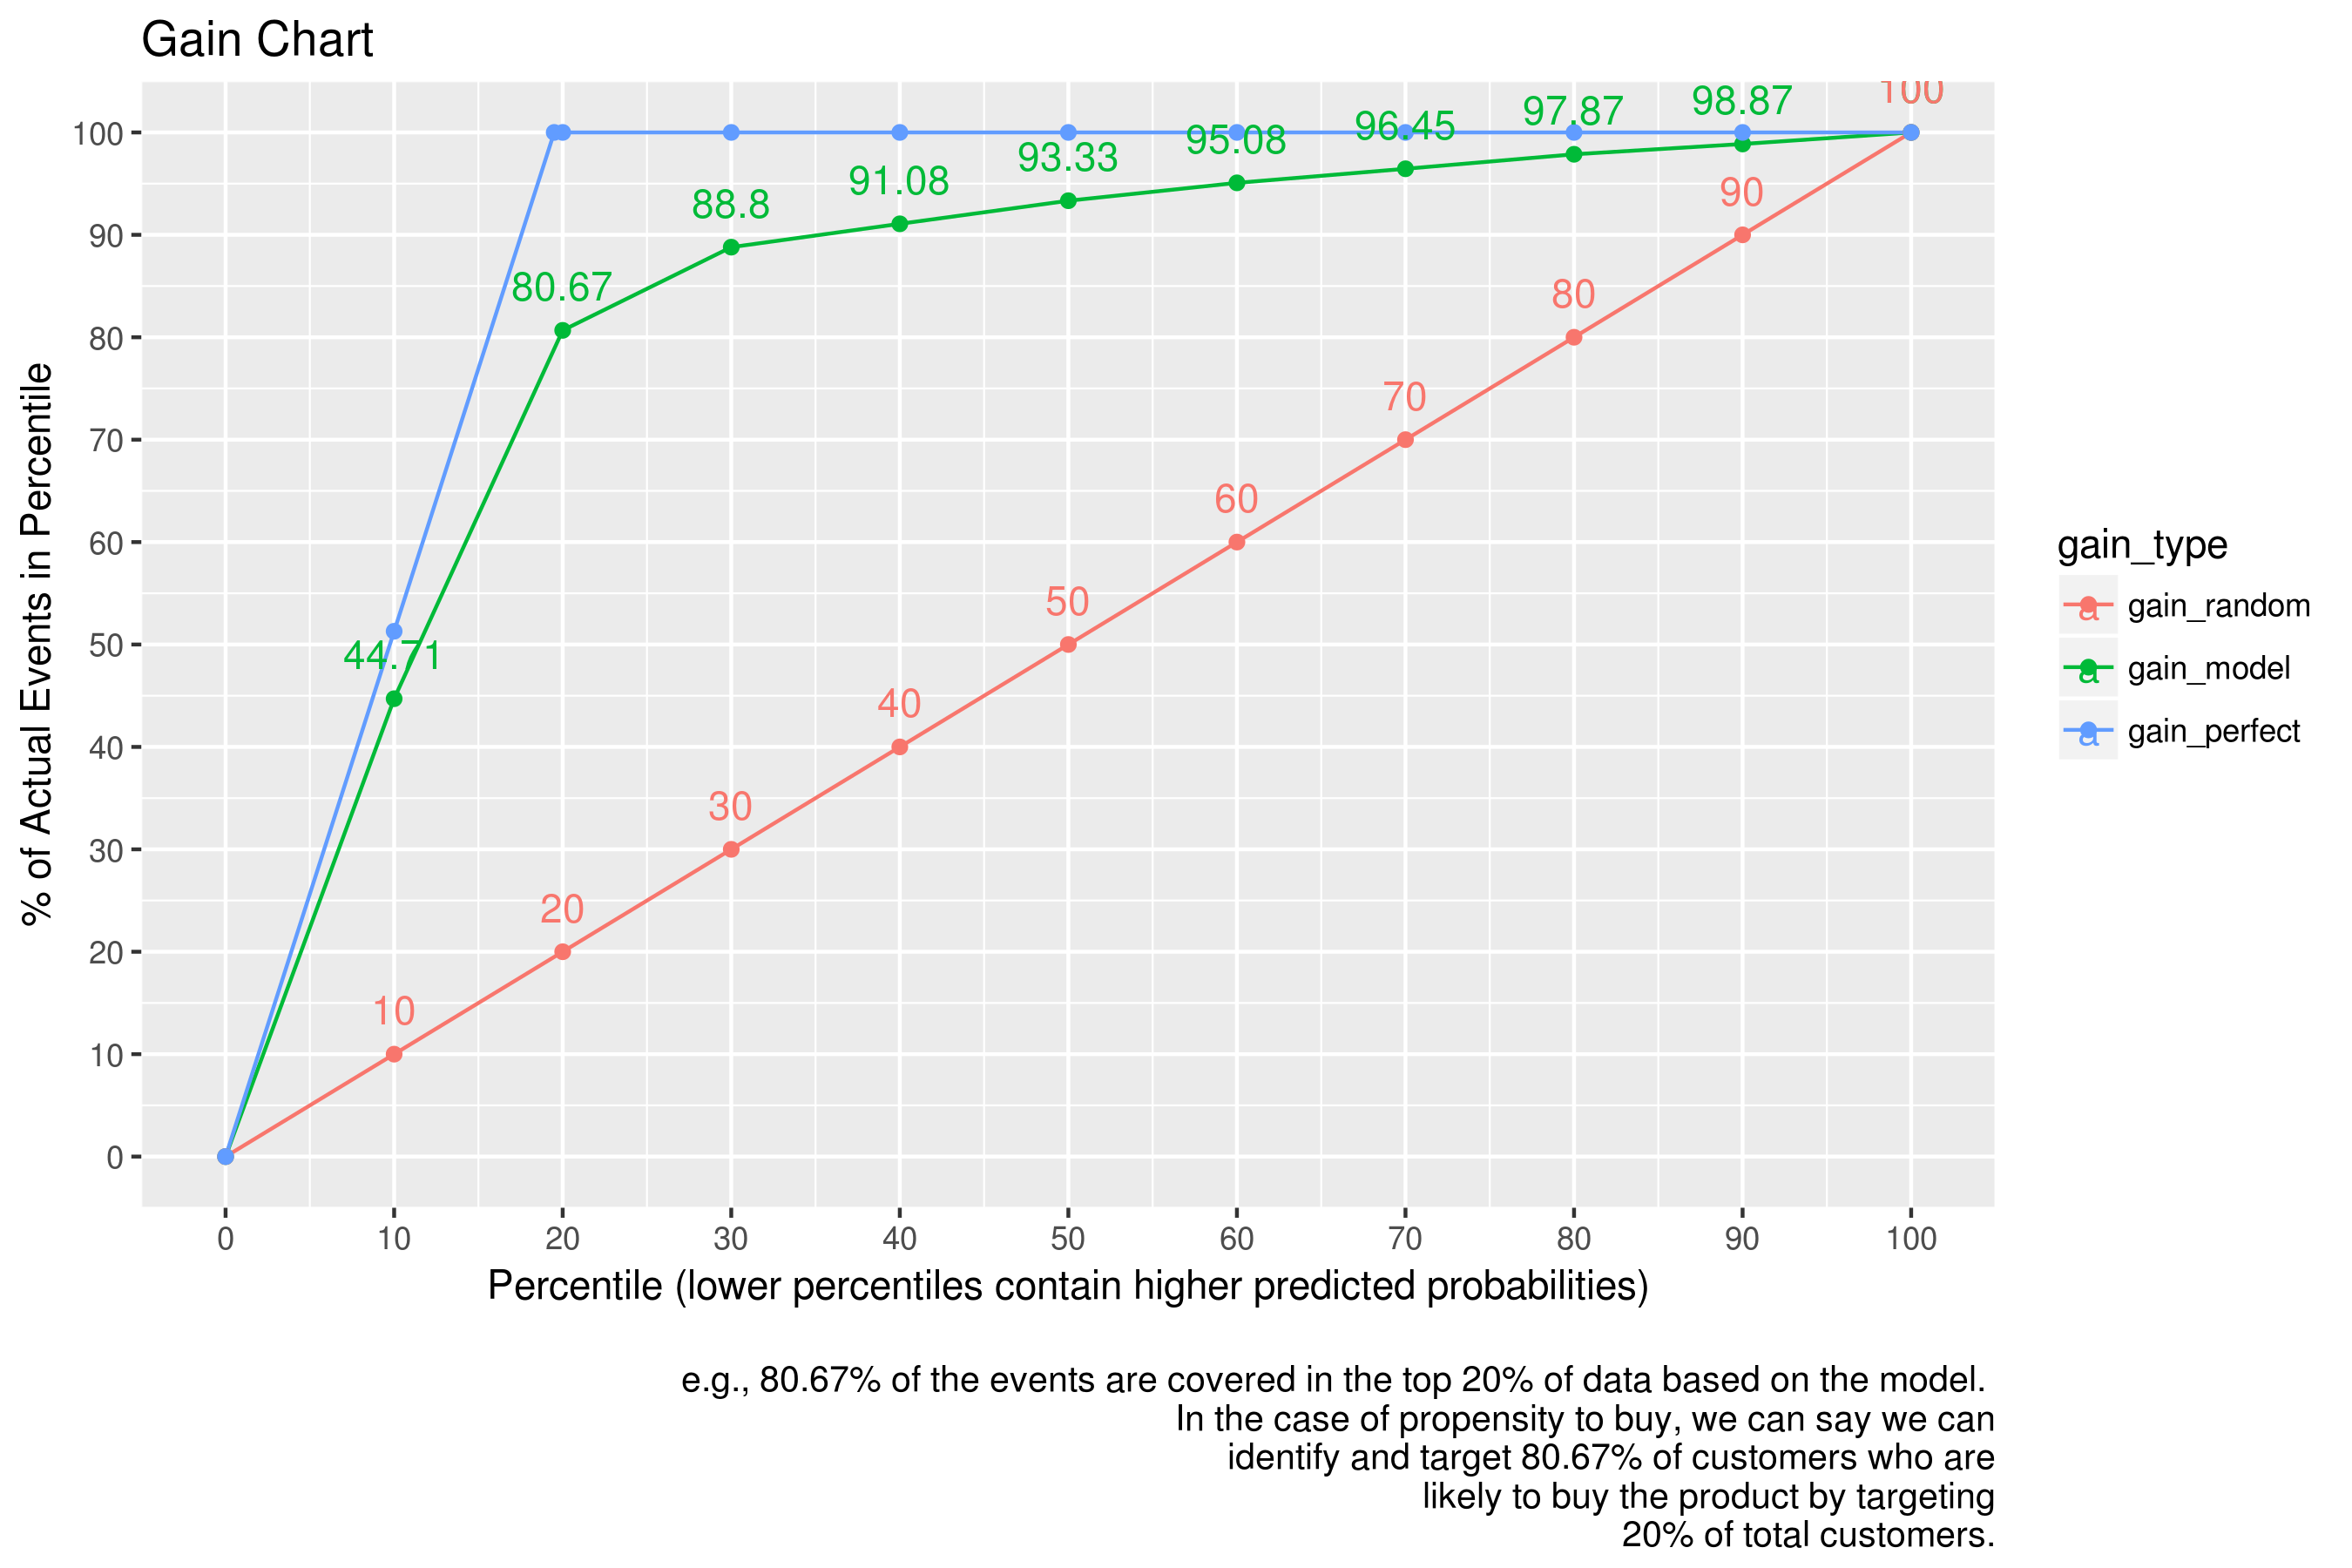 Gain Chart
% of Actual Events in Percentile
100
90
80
70
60
50
40
30
20
10
0
44.71
80.67
88.8
91.08
93.33
95.08
96.45
97.87
98.87
100
10
20
30
40
50
60
70
80
90
0 10 20 30 40 50 60 70 80 90 100
Percentile (lower percentiles contain higher predicted probabilities)
gain_type
a gain_random
a gain_model
a gain_perfect
e.g., 80.67% of the events are covered in the top 20% of data based on the model.
In the case of propensity to buy, we can say we can
identify and target 80.67% of customers who are
likely to buy the product by targeting
20% of total customers.